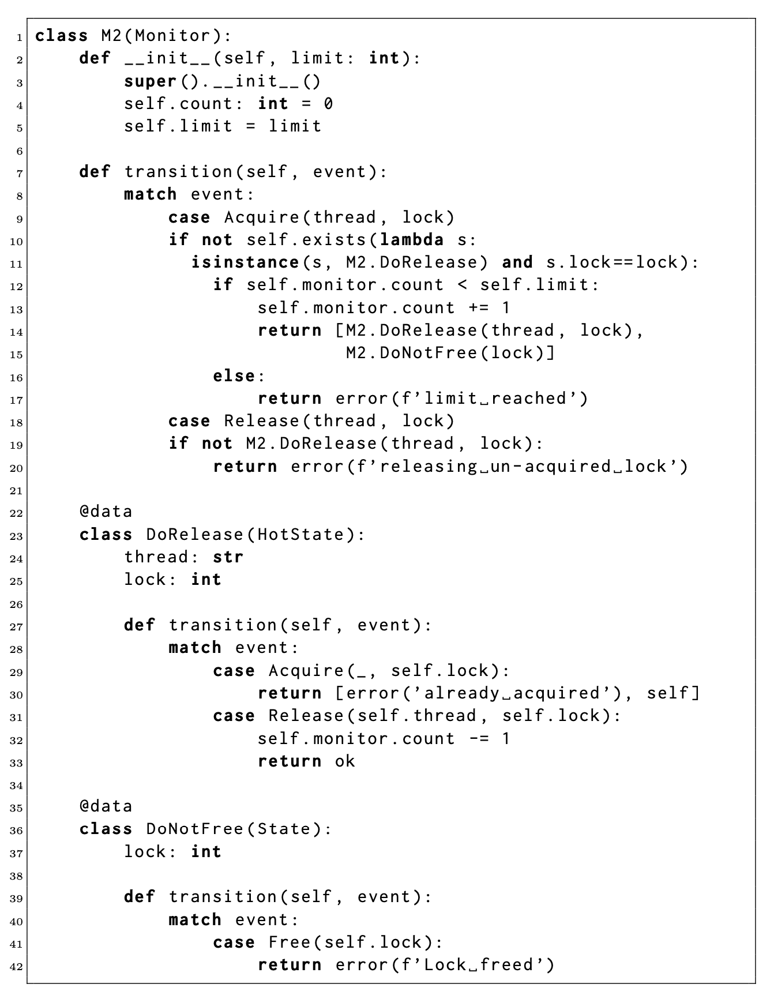 1 class M2(Monitor):
2     def __init__(self, limit: int):
3         super().__init__()
4         self.count: int = 0
5         self.limit = limit
6
7     def transition(self, event):
8         match event:
9             case Acquire(thread, lock)
10             if not self.exists(lambda s:
11               isinstance(s, M2.DoRelease) and s.lock==lock):
12                 if self.monitor.count < self.limit:
13                     self.monitor.count += 1
14                     return [M2.DoRelease(thread, lock),
15                             M2.DoNotFree(lock)]
16                 else:
17                     return error(f'limit␣reached')
18             case Release(thread, lock)
19             if not M2.DoRelease(thread, lock):
20                 return error(f'releasing␣un-acquired␣lock')
21
22     @data
23     class DoRelease(HotState):
24         thread: str
25         lock: int
26
27         def transition(self, event):
28             match event:
29                 case Acquire(_, self.lock):
30                     return [error('already␣acquired'), self]
31                 case Release(self.thread, self.lock):
32                     self.monitor.count -= 1
33                     return ok
34
35     @data
36     class DoNotFree(State):
37         lock: int
38
39         def transition(self, event):
40             match event:
41                 case Free(self.lock):
42                     return error(f'Lock␣freed')